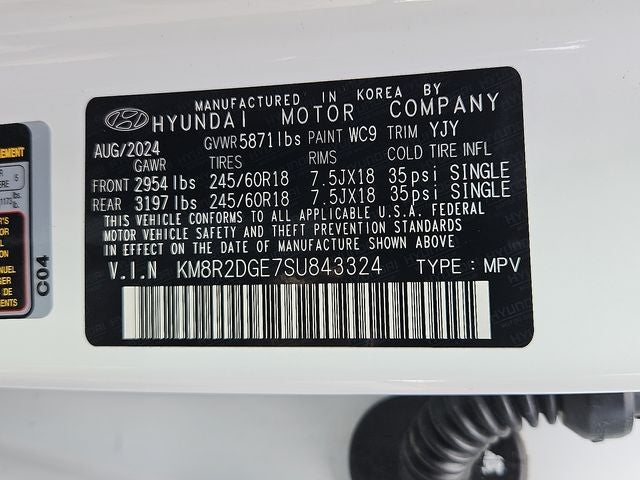 MANUFACTURED IN KOREA BY
HYUNDAI MOTOR COMPANY
AUG/2024 GVWR 5871lbs PAINT WC9 TRIM YJY
GAWR TIRES RIMS COLD TIRE INFL
FRONT 2954 lbs 245/60R18 7.5JX18 35psi SINGLE
REAR 3197 lbs 245/60R18 7.5JX18 35psi SINGLE
THIS VEHICLE CONFORMS TO ALL APPLICABLE U.S.A. FEDERAL
MOTOR VEHICLE SAFETY AND THEFT PREVENTION STANDARDS
IN EFFECT ON THE DATE OF MANUFACTURE SHOWN ABOVE.
V.I.N KM8R2DGE7SU843324 TYPE : MPV
C04